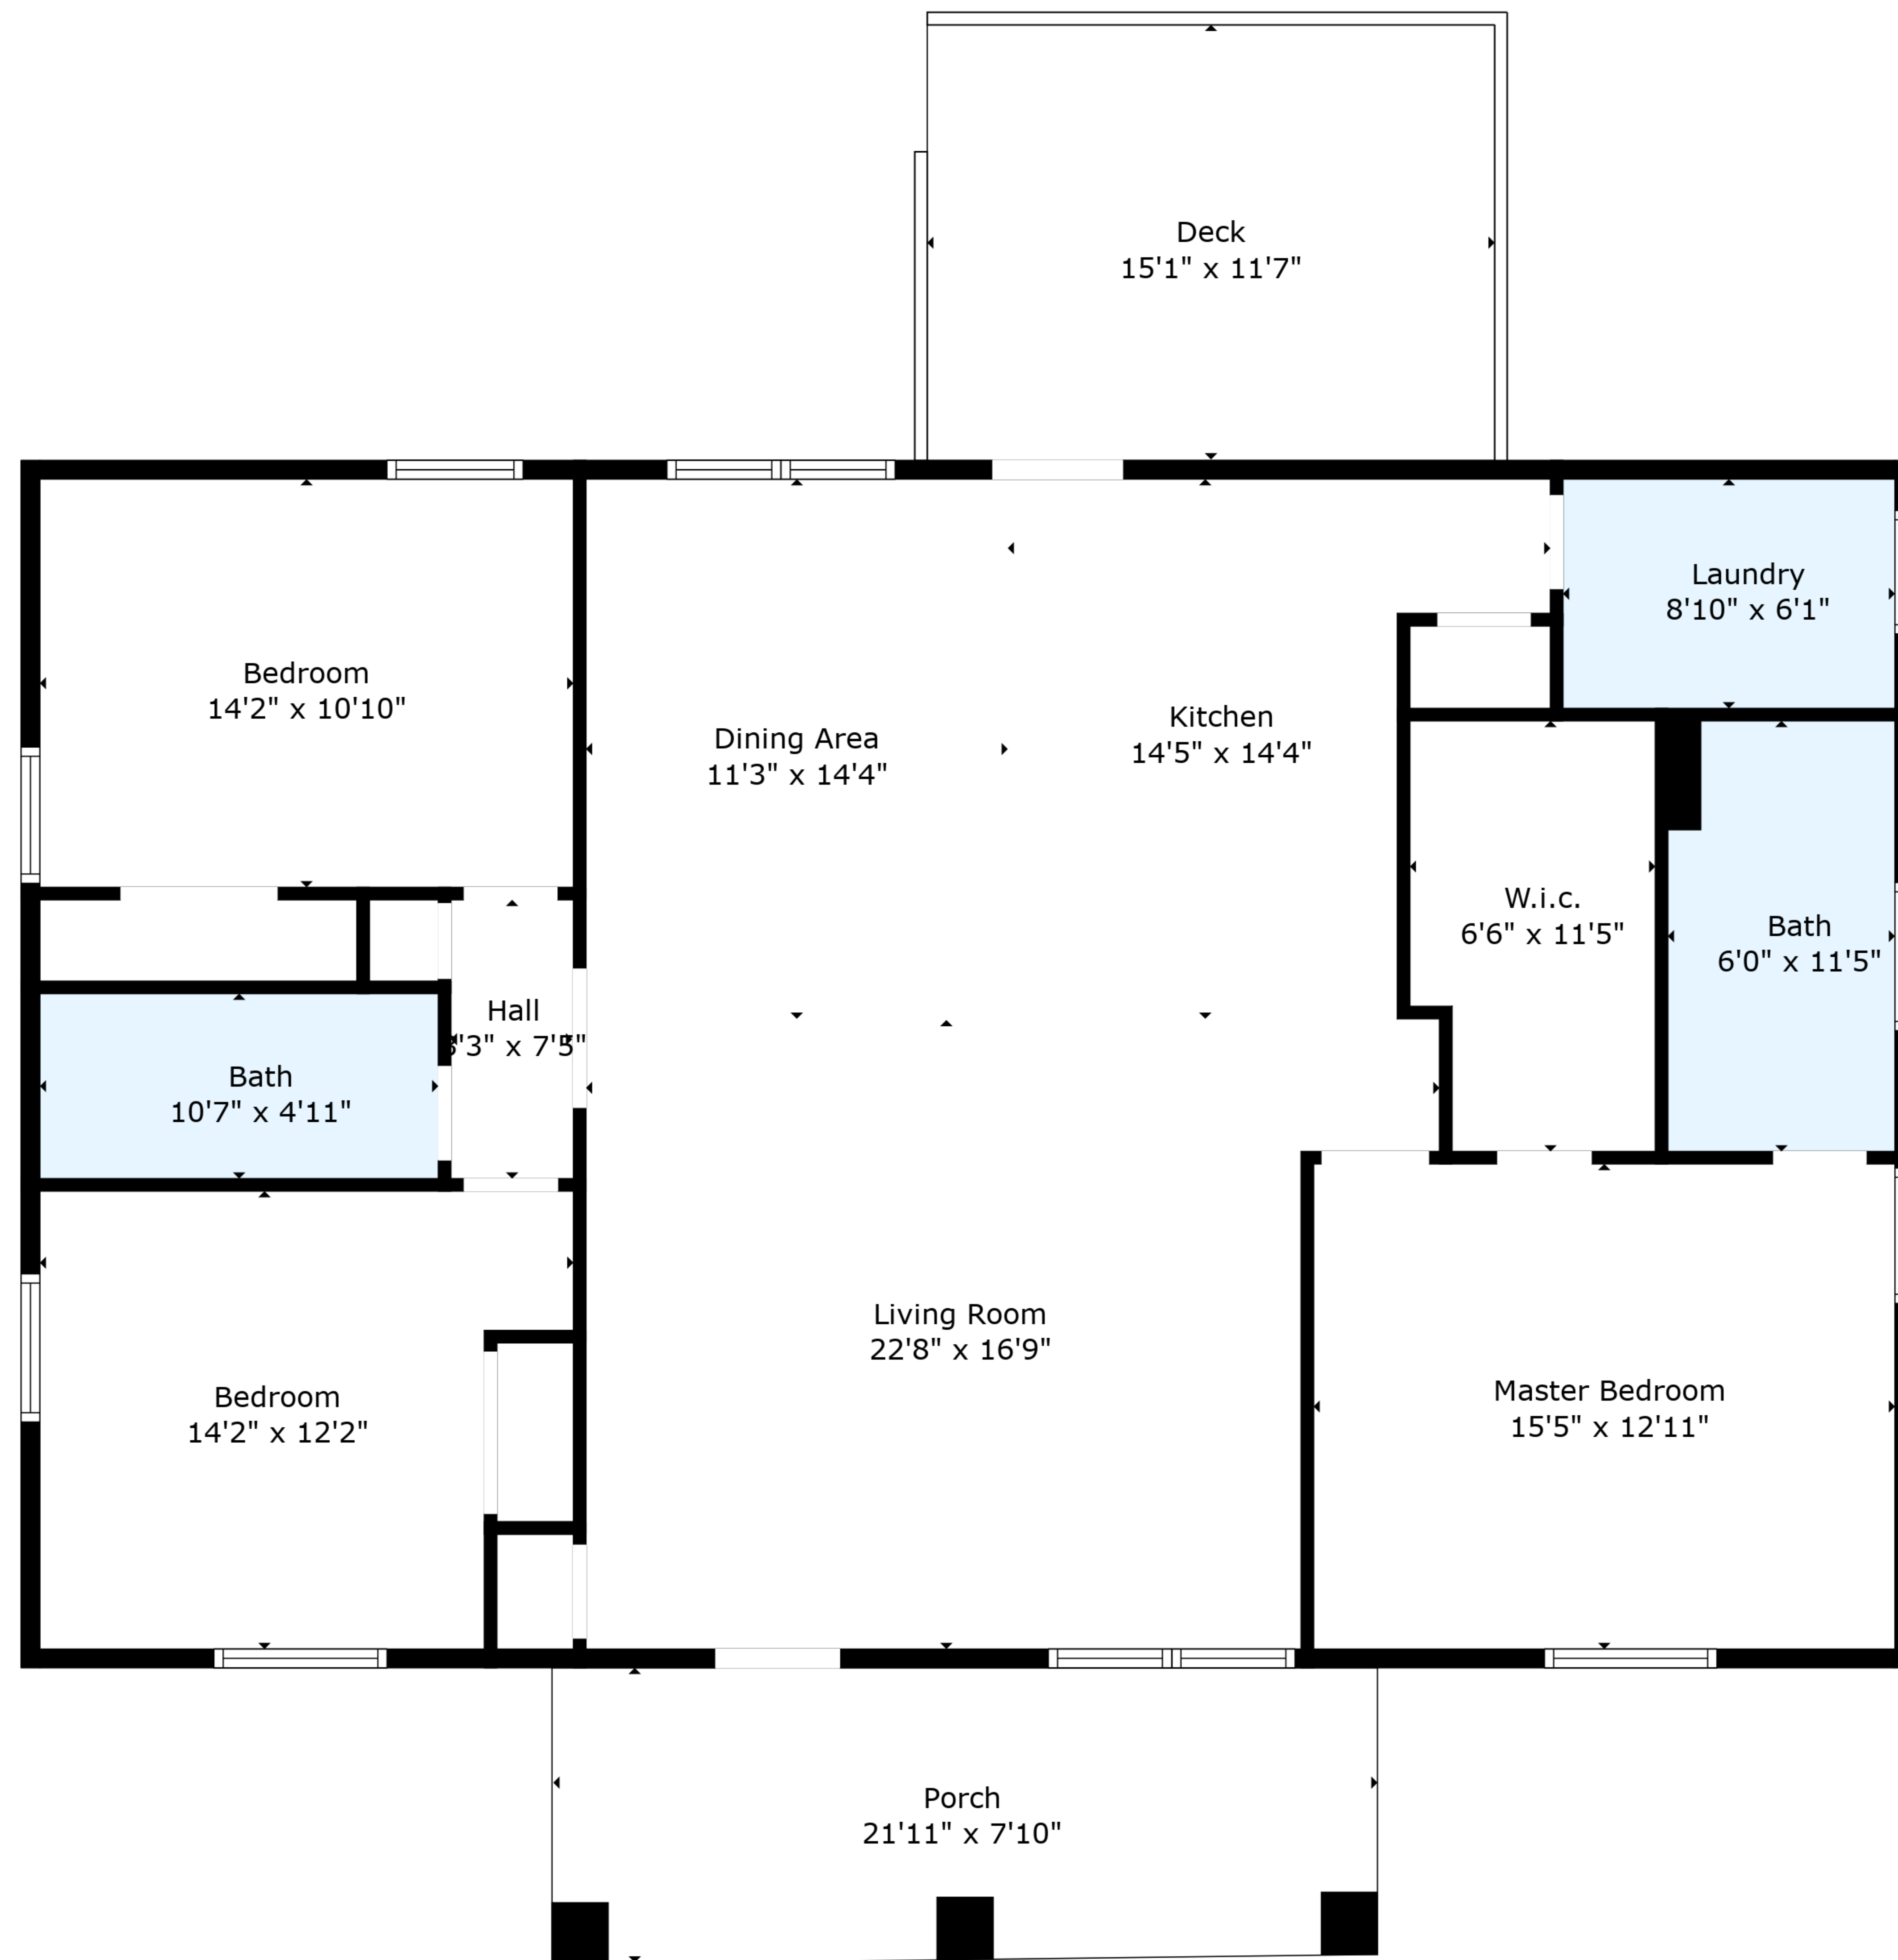 Deck
15'1" x 11'7"
Laundry
8'10" x 6'1"
Bedroom
14'2" x 10'10"
Dining Area
11'3" x 14'4"
Kitchen
14'5" x 14'4"
W.i.c.
6'6" x 11'5"
Bath
6'0" x 11'5"
Hall
x 7'5"
Bath
10'7" x 4'11"
Living Room
22'8" x 16'9"
Master Bedroom
15'5" x 12'11"
Bedroom
14'2" x 12'2"
Porch
21'11" x 7'10"